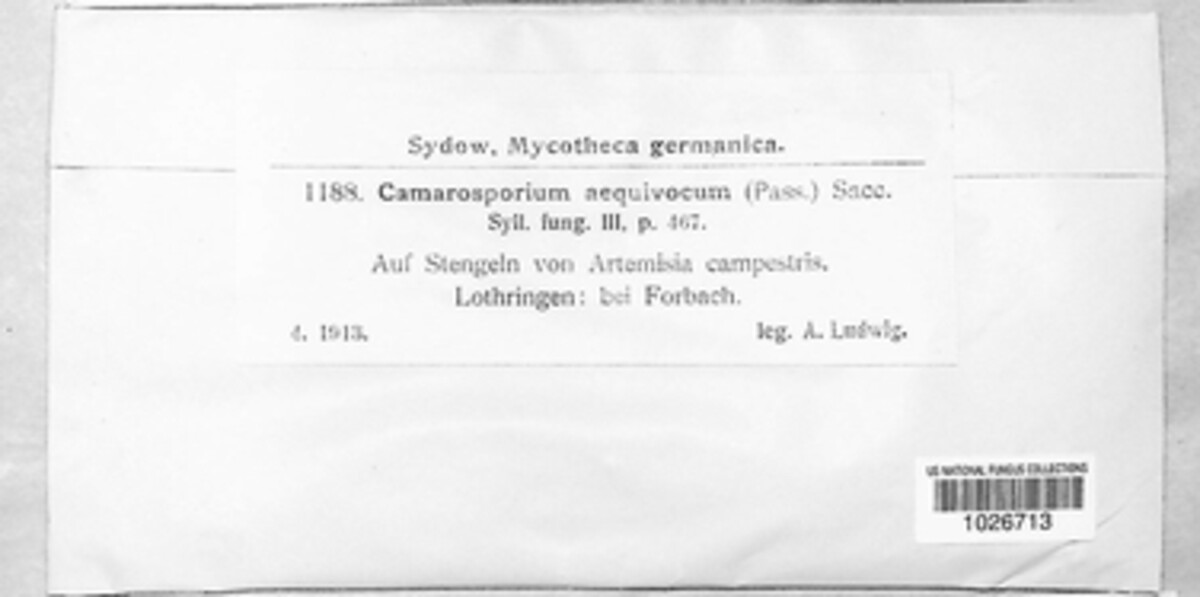 Sydow, Mycotheca germanica.
1188. Camarosporium aequivocum (Pass.) Sacc.
Syll. fung. III, p. 467.
Auf Stengeln von Artemisia campestris.
Lothringen: bei Forbach.
4. 1913. leg. A. Ludwig.
US NATIONAL FUNGUS COLLECTIONS
1026713